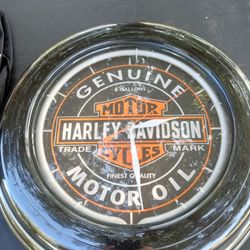 GENUINE
5 GALLONS
MOTOR
HARLEY-DAVIDSON
TRADE MARK
CYCLES
FINEST QUALITY
MOTOR OIL